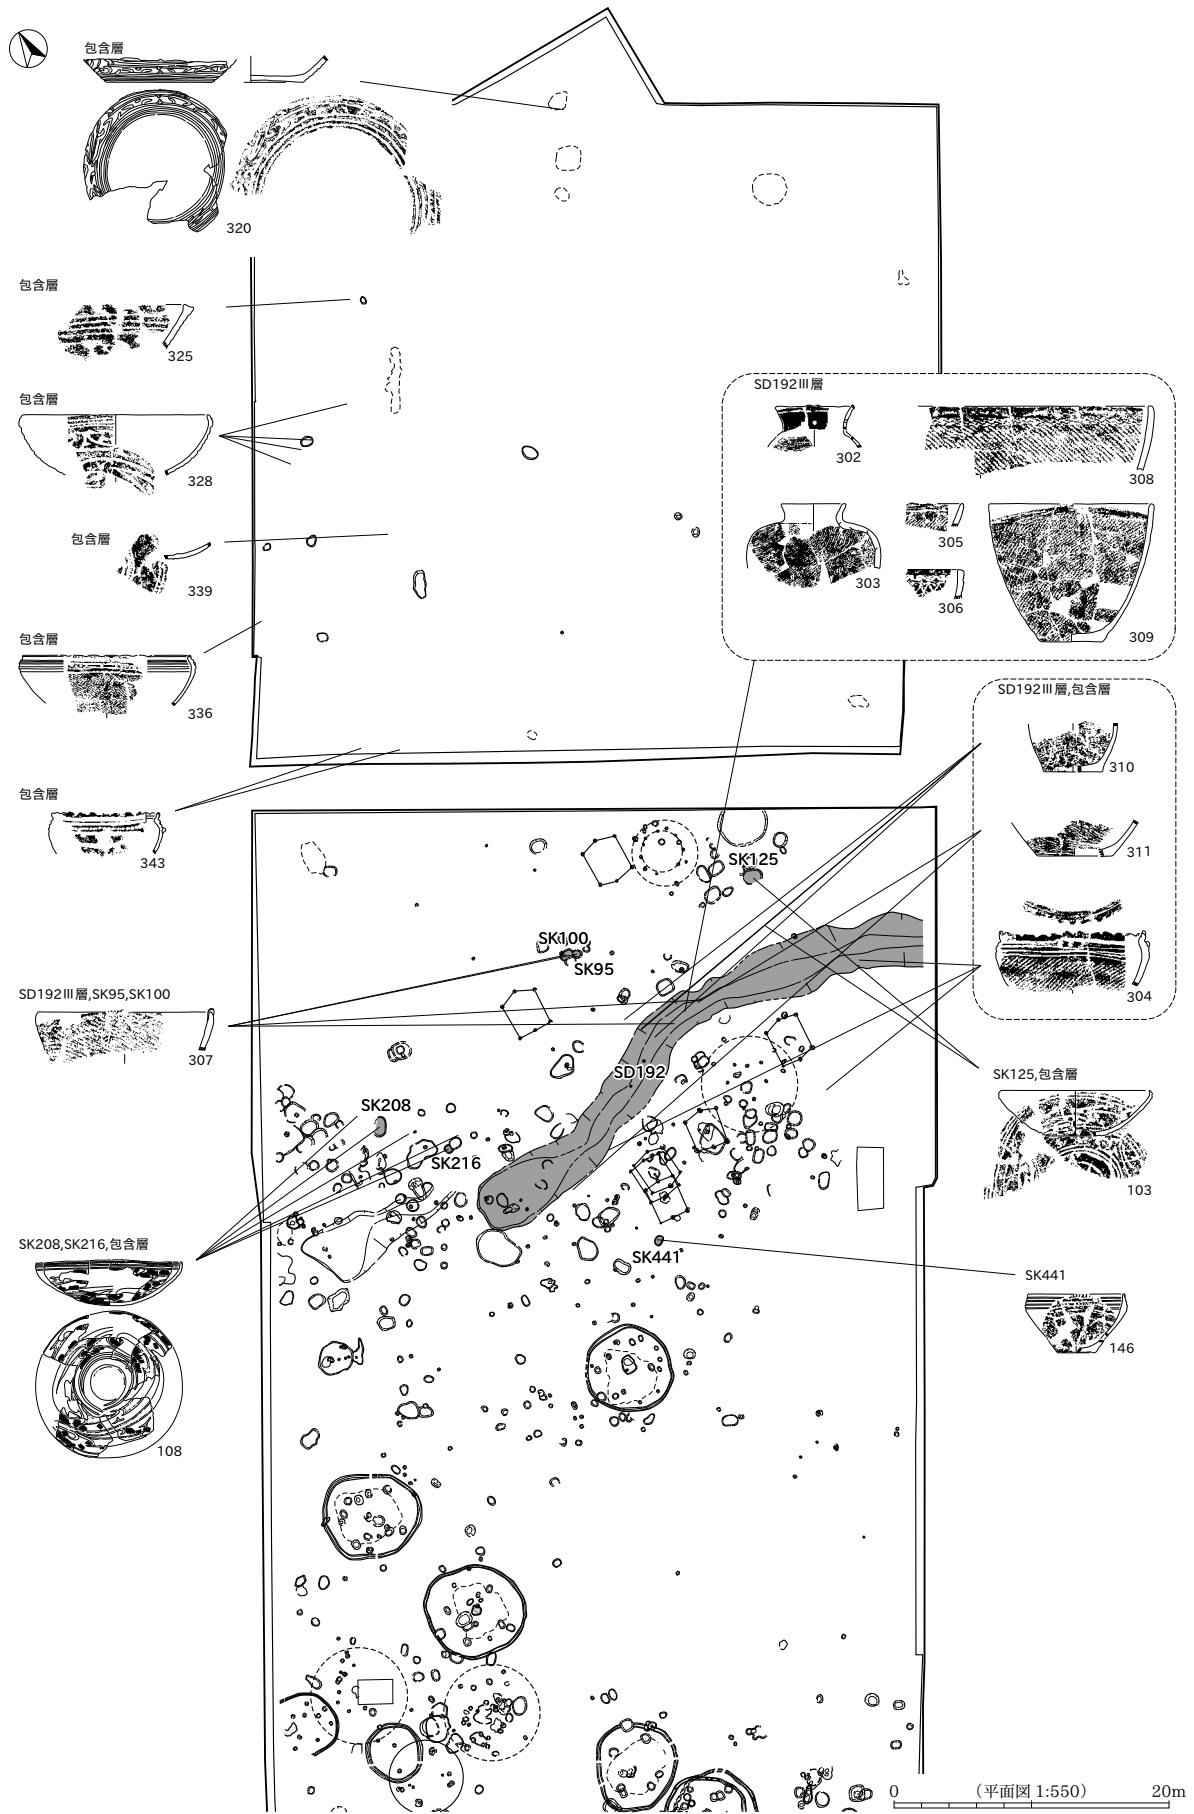 包含層
320
包含層
325
包含層
328
包含層
339
包含層
336
包含層
343
SD192Ⅲ層
302
308
303
305
306
309
SD192Ⅲ層,包含層
310
311
304
SK125
SK100
SK95
SD192Ⅲ層,SK95,SK100
307
SD192
SK125,包含層
103
SK208
SK216
SK208,SK216,包含層
108
SK441
SK441
146
0 (平面図 1:550) 20m